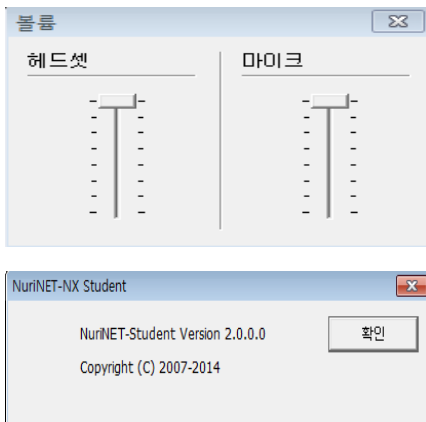 볼륨
헤드셋
마이크
NuriNET-NX Student
NuriNET-Student Version 2.0.0.0
확인
Copyright (C) 2007-2014